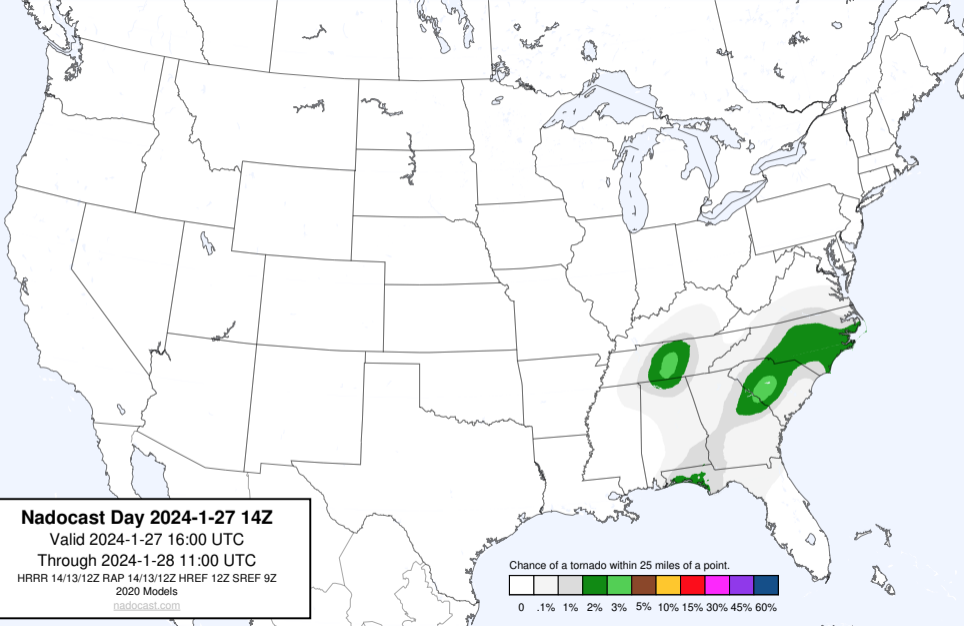 Nadocast Day 2024-1-27 14Z
Valid 2024-1-27 16:00 UTC
Through 2024-1-28 11:00 UTC
HRRR 14/13/12Z RAP 14/13/12Z HREF 12Z SREF 9Z
2020 Models
nadocast.com
Chance of a tornado within 25 miles of a point.
0 .1% 1% 2% 3% 5% 10% 15% 30% 45% 60%